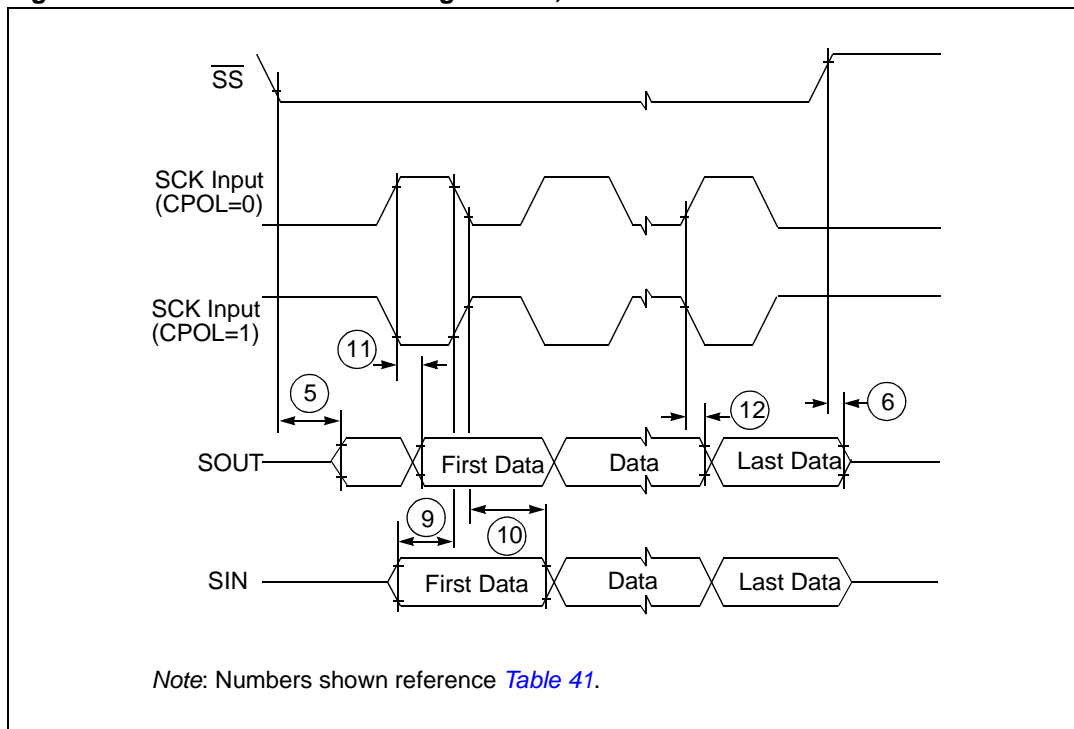 SS
SCK Input
(CPOL=0)
SCK Input
(CPOL=1)
11
5
12
6
SOUT
First Data
Data
Last Data
9
10
SIN
First Data
Data
Last Data
Note: Numbers shown reference Table 41.